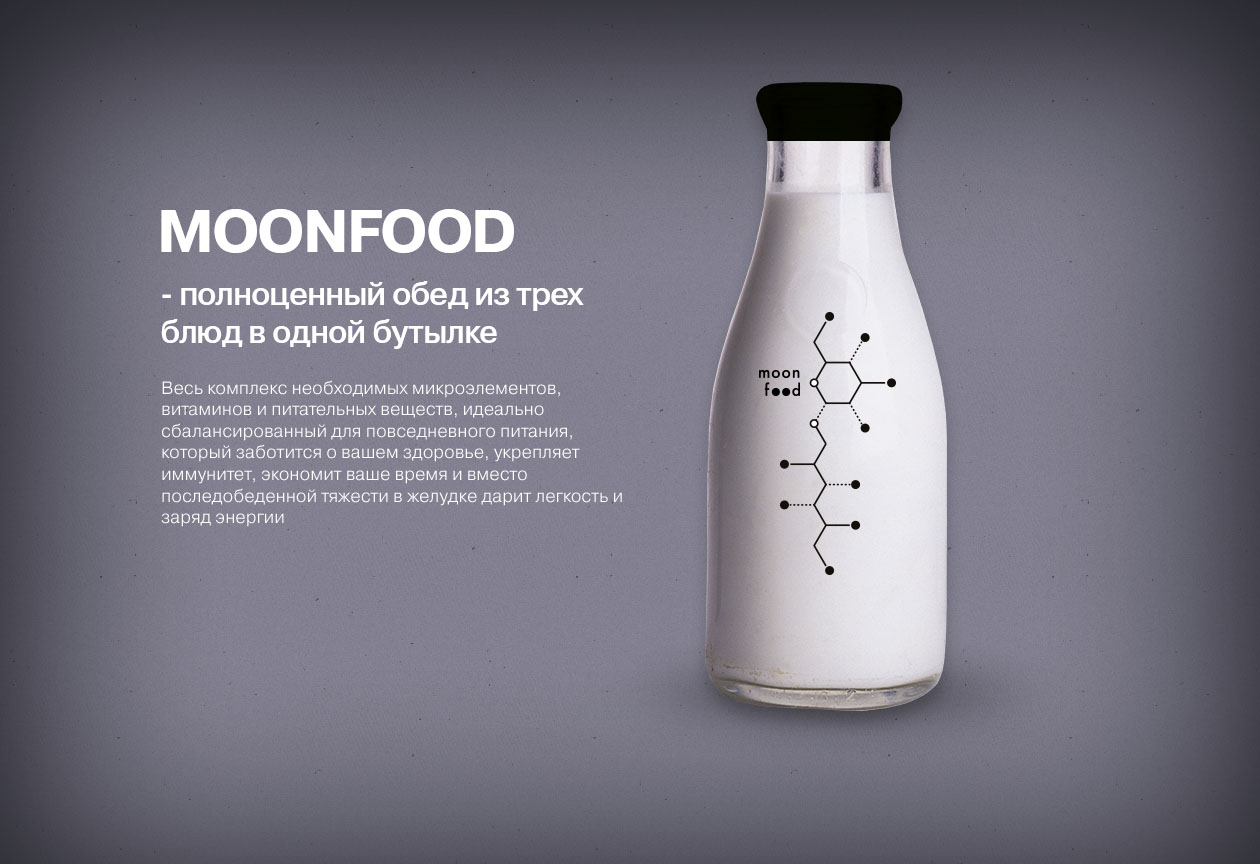 MOONFOOD
- полноценный обед из трех
блюд в одной бутылке
Весь комплекс необходимых микроэлементов,
витаминов и питательных веществ, идеально
сбалансированный для повседневного питания,
который заботится о вашем здоровье, укрепляет
иммунитет, экономит ваше время и вместо
последобеденной тяжести в желудке дарит легкость и
заряд энергии
moon
food